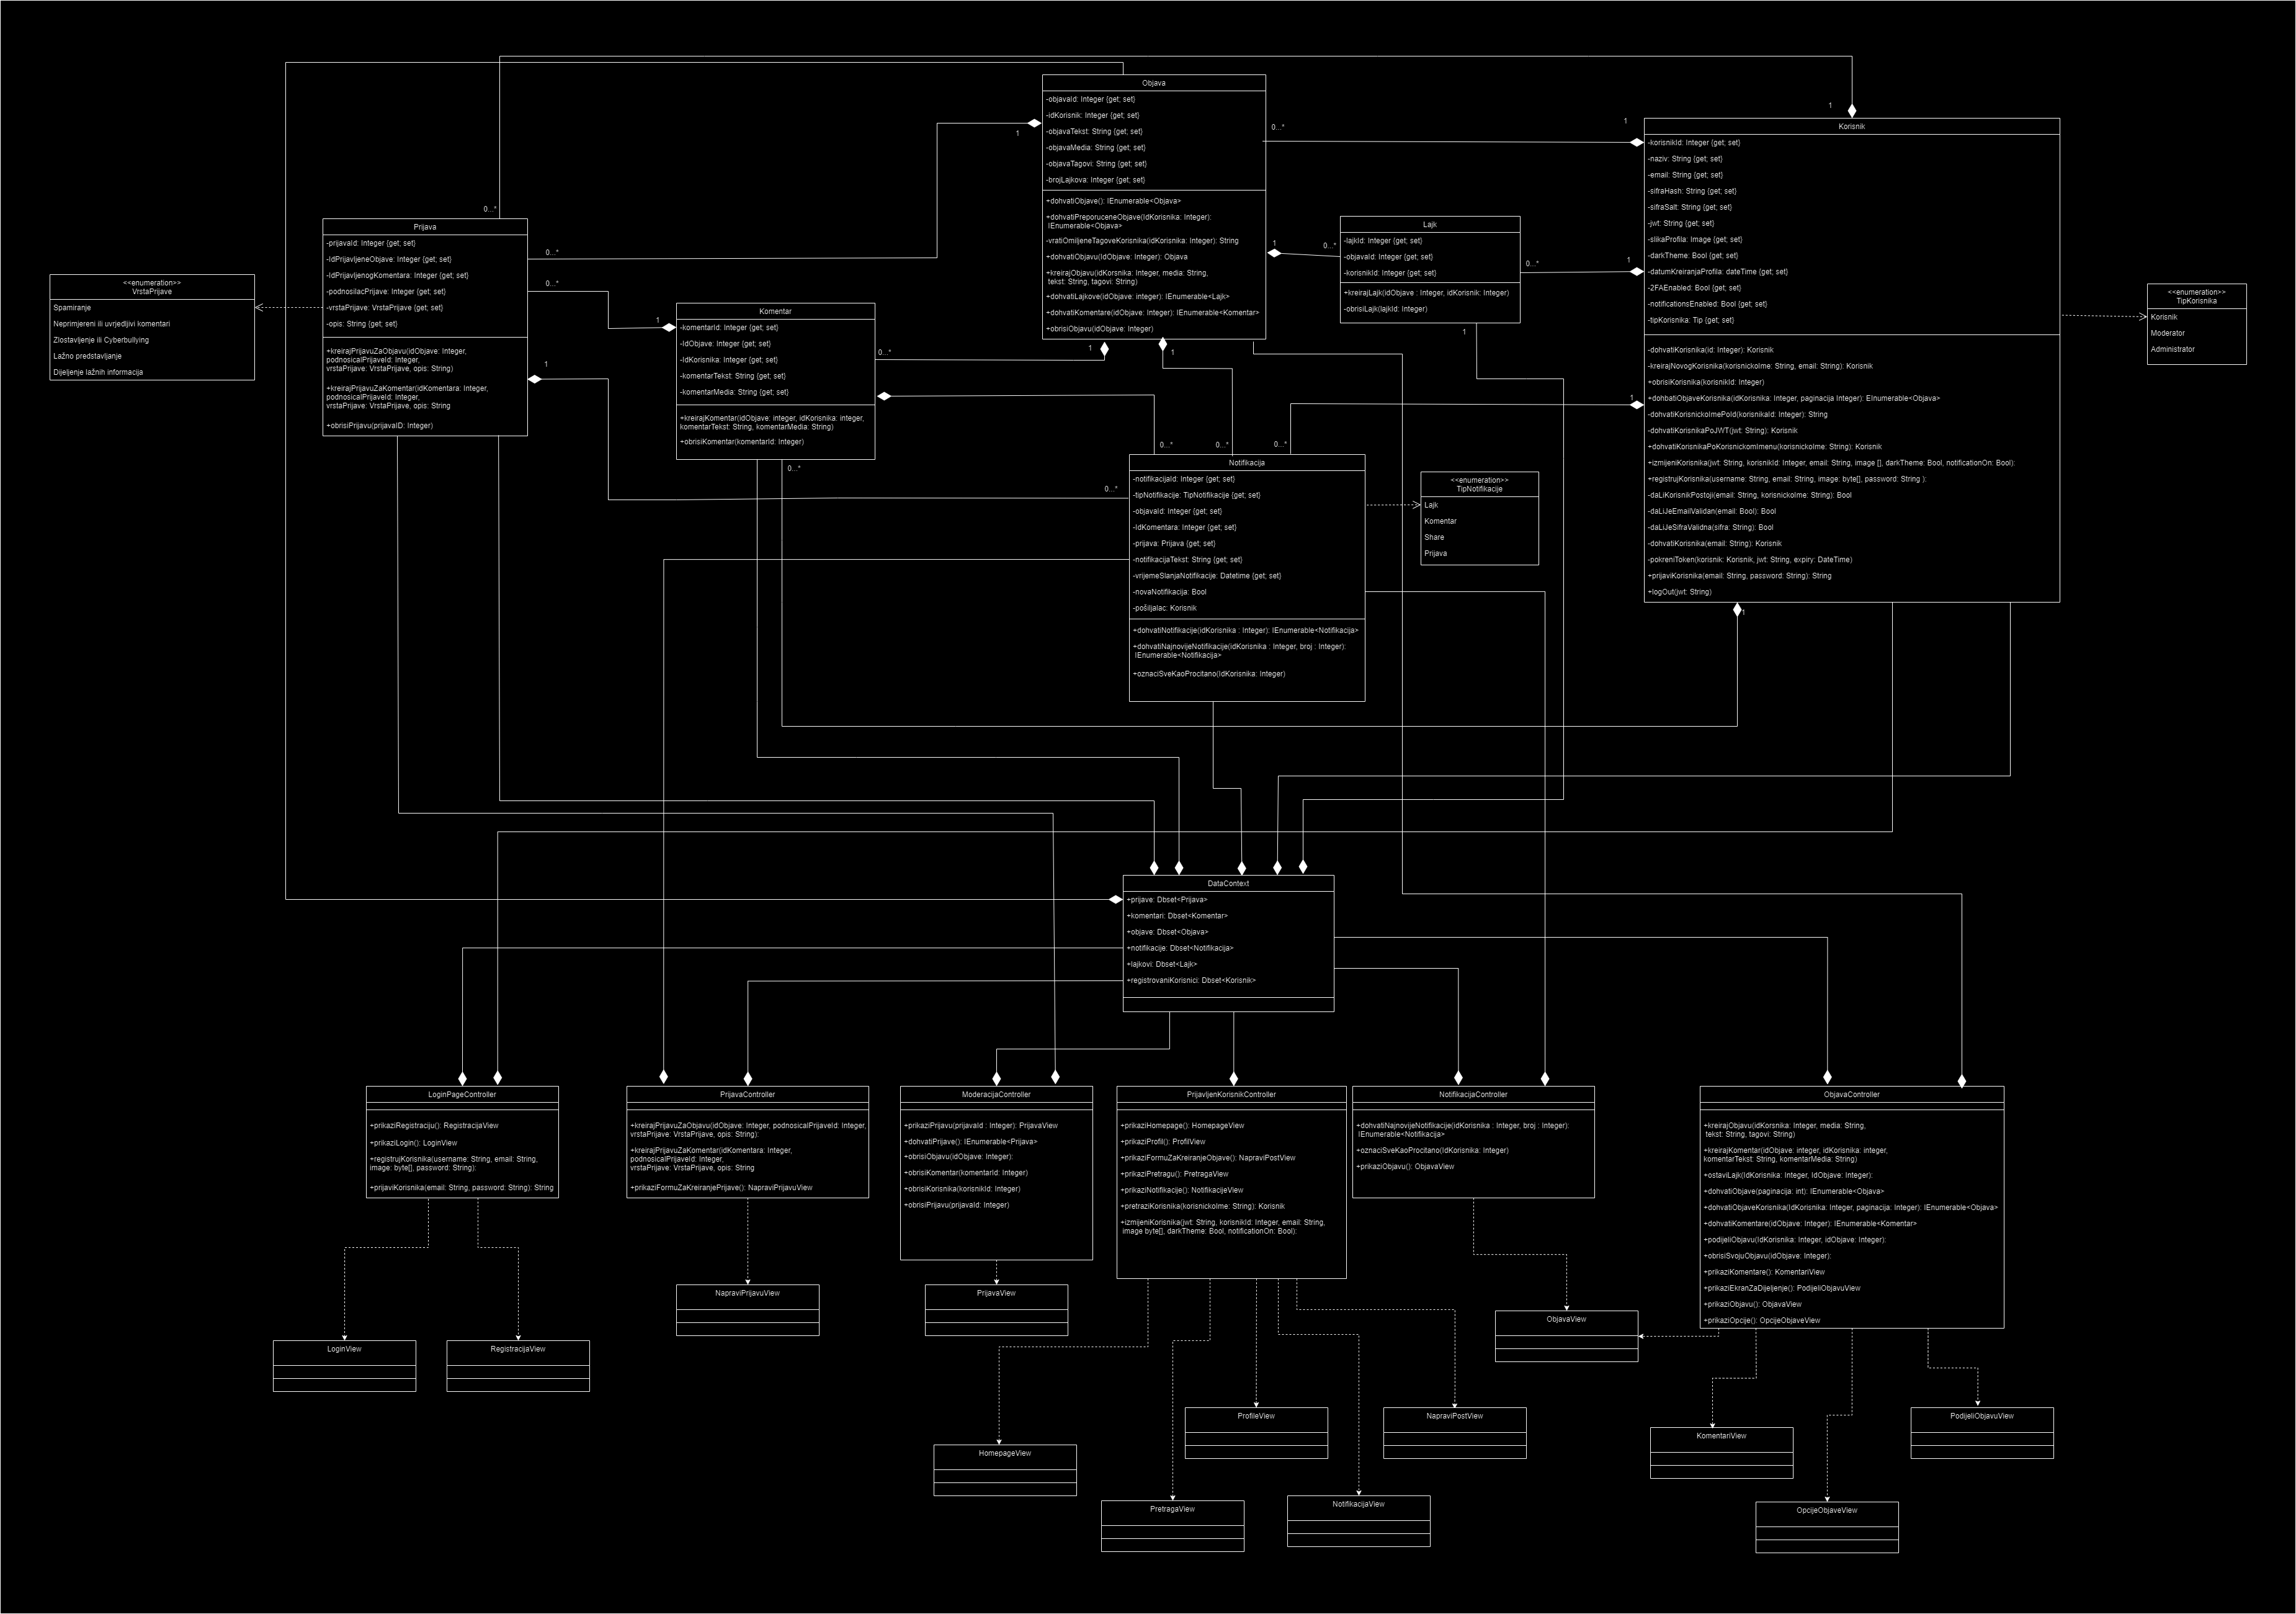 Objava
-objavaId: Integer {get; set}
-idKorisnik: Integer {get; set}
-objavaTekst: String {get; set}
-objavaMedia: String {get; set}
-objavaTagovi: String {get; set}
-brojLajkova: Integer {get; set}
+dohvatiObjave(): IEnumerable<Objava>
+dohvatiPreporuceneObjave(IdKorisnika: Integer):
IEnumerable<Objava>
-vratiOmiljeneTagoveKorisnika(idKorisnika: Integer): String
+dohvatiObjavu(IdObjave: Integer): Objava
+kreirajObjavu(idKorsnika: Integer, media: String,
tekst: String, tagovi: String)
+dohvatiLajkove(idObjave: integer): IEnumerable<Lajk>
+dohvatiKomentare(idObjave: Integer): IEnumerable<Komentar>
+obrisiObjavu(idObjave: Integer)
1
0...*
1
1
Korisnik
-korisnikId: Integer {get; set}
-naziv: String {get; set}
-email: String {get; set}
-sifraHash: String {get; set}
-sifraSalt: String {get; set}
-jwt: String {get; set}
-slikaProfila: Image {get; set}
-darkTheme: Bool {get; set}
-datumKreiranjaProfila: dateTime {get; set}
-2FAEnabled: Bool {get; set}
-notificationsEnabled: Bool {get; set}
-tipKorisnika: Tip {get; set}
-dohvatiKorisnika(id: Integer): Korisnik
-kreirajNovogKorisnika(korisnickoIme: String, email: String): Korisnik
+obrisiKorisnika(korisnikId: Integer)
+dohbatiObjaveKorisnika(idKorisnika: Integer, paginacija Integer): EInumerable<Objava>
-dohvatiKorisnickoImePoId(korisnikaId: Integer): String
-dohvatiKorisnikaPoJWT(jwt: String): Korisnik
+dohvatiKorisnikaPoKorisnickomImenu(korisnickoIme: String): Korisnik
+izmijeniKorisnika(jwt: String, korisnikId: Integer, email: String, image [], darkTheme: Bool, notificationOn: Bool):
+registrujKorisnika(username: String, email: String, image: byte[], password: String ):
-daLiKorisnikPostoji(email: String, korisnickoIme: String): Bool
-daLiJeEmailValidan(email: Bool): Bool
-daLiJeSifraValidna(sifra: String): Bool
-dohvatiKorisnika(email: String): Korisnik
-pokreniToken(korisnik: Korisnik, jwt: String, expiry: DateTime)
+prijaviKorisnika(email: String, password: String): String
+logOut(jwt: String)
0...*
Prijava
-prijavaId: Integer {get; set}
-IdPrijavljeneObjave: Integer {get; set}
-IdPrijavljenogKomentara: Integer {get; set}
-podnosilacPrijave: Integer {get; set}
-vrstaPrijave: VrstaPrijave {get; set}
-opis: String {get; set}
+kreirajPrijavuZaObjavu(idObjave: Integer,
podnosicalPrijaveId: Integer,
vrstaPrijave: VrstaPrijave, opis: String)
+kreirajPrijavuZaKomentar(idKomentara: Integer,
podnosicalPrijaveId: Integer,
vrstaPrijave: VrstaPrijave, opis: String
+obrisiPrijavu(prijavaID: Integer)
0...*
0...*
1
1
<<enumeration>>
VrstaPrijave
Spamiranje
Neprimjereni ili uvrjedljivi komentari
Zlostavljenje ili Cyberbullying
Lažno predstavljanje
Dijeljenje lažnih informacija
Komentar
-komentarId: Integer {get; set}
-IdObjave: Integer {get; set}
-IdKorisnika: Integer {get; set}
-komentarTekst: String {get; set}
-komentarMedia: String {get; set}
+kreirajKomentar(idObjave: integer, idKorisnika: integer,
komentarTekst: String, komentarMedia: String)
+obrisiKomentar(komentarId: Integer)
0...*
0...*
1
1
1
0...*
Lajk
-lajkId: Integer {get; set}
-objavaId: Integer {get; set}
-korisnikId: Integer {get; set}
+kreirajLajk(idObjave : Integer, idKorisnik: Integer)
-obrisiLajk(lajkId: Integer)
0...*
1
1
1
1
<<enumeration>>
TipKorisnika
Korisnik
Moderator
Administrator
0...*
0...*
0...*
0...*
Notifikacija
-notifikacijaId: Integer {get; set}
-tipNotifikacije: TipNotifikacije {get; set}
-objavaId: Integer {get; set}
-IdKomentara: Integer {get; set}
-prijava: Prijava {get; set}
-notifikacijaTekst: String {get; set}
-vrijemeSlanjaNotifikacije: Datetime {get; set}
-novaNotifikacija: Bool
-pošiljalac: Korisnik
+dohvatiNotifikacije(idKorisnika : Integer): IEnumerable<Notifikacija>
+dohvatiNajnovijeNotifikacije(idKorisnika : Integer, broj : Integer):
IEnumerable<Notifikacija>
+oznaciSveKaoProcitano(IdKorisnika: Integer)
<<enumeration>>
TipNotifikacije
Lajk
Komentar
Share
Prijava
DataContext
+prijave: Dbset<Prijava>
+komentari: Dbset<Komentar>
+objave: Dbset<Objava>
+notifikacije: Dbset<Notifikacija>
+lajkovi: Dbset<Lajk>
+registrovaniKorisnici: Dbset<Korisnik>
LoginPageController
+prikaziRegistraciju(): RegistracijaView
+prikaziLogin(): LoginView
+registrujKorisnika(username: String, email: String,
image: byte[], password: String):
+prijaviKorisnika(email: String, password: String): String
PrijavaController
+kreirajPrijavuZaObjavu(idObjave: Integer, podnosicalPrijaveId: Integer,
vrstaPrijave: VrstaPrijave, opis: String):
+kreirajPrijavuZaKomentar(idKomentara: Integer,
podnosicalPrijaveId: Integer,
vrstaPrijave: VrstaPrijave, opis: String
+prikaziFormuZaKreiranjePrijave(): NapraviPrijavuView
ModeracijaController
+prikaziPrijavu(prijavaId : Integer): PrijavaView
+dohvatiPrijave(): IEnumerable<Prijava>
+obrisiObjavu(idObjave: Integer):
+obrisiKomentar(komentarId: Integer)
+obrisiKorisnika(korisnikId: Integer)
+obrisiPrijavu(prijavaId: Integer)
PrijavljenKorisnikController
+prikaziHomepage(): HomepageView
+prikaziProfil(): ProfilView
+prikaziFormuZaKreiranjeObjave(): NapraviPostView
+prikaziPretragu(): PretragaView
+prikaziNotifikacije(): NotifikacijeView
+pretraziKorisnika(korisnickoIme: String): Korisnik
+izmijeniKorisnika(jwt: String, korisnikId: Integer, email: String,
image byte[], darkTheme: Bool, notificationOn: Bool):
NotifikacijaController
+dohvatiNajnovijeNotifikacije(idKorisnika : Integer, broj : Integer):
IEnumerable<Notifikacija>
+oznaciSveKaoProcitano(IdKorisnika: Integer)
+prikaziObjavu(): ObjavaView
ObjavaController
+kreirajObjavu(idKorsnika: Integer, media: String,
tekst: String, tagovi: String)
+kreirajKomentar(idObjave: integer, idKorisnika: integer,
komentarTekst: String, komentarMedia: String)
+ostaviLajk(IdKorisnika: Integer, IdObjave: Integer):
+dohvatiObjave(paginacija: int): IEnumerable<Objava>
+dohvatiObjaveKorisnika(IdKorisnika: Integer, paginacija: Integer): IEnumerable<Objava>
+dohvatiKomentare(idObjave: Integer): IEnumerable<Komentar>
+podijeliObjavu(IdKorisnika: Integer, idObjave: Integer):
+obrisiSvojuObjavu(idObjave: Integer):
+prikaziKomentare(): KomentariView
+prikaziEkranZaDijeljenje(): PodijeliObjavuView
+prikaziObjavu(): ObjavaView
+prikaziOpcije(): OpcijeObjaveView
NapraviPrijavuView
PrijavaView
ObjavaView
LoginView
RegistracijaView
ProfileView
NapraviPostView
PodijeliObjavuView
KomentariView
HomepageView
NotifikacijaView
PretragaView
OpcijeObjaveView